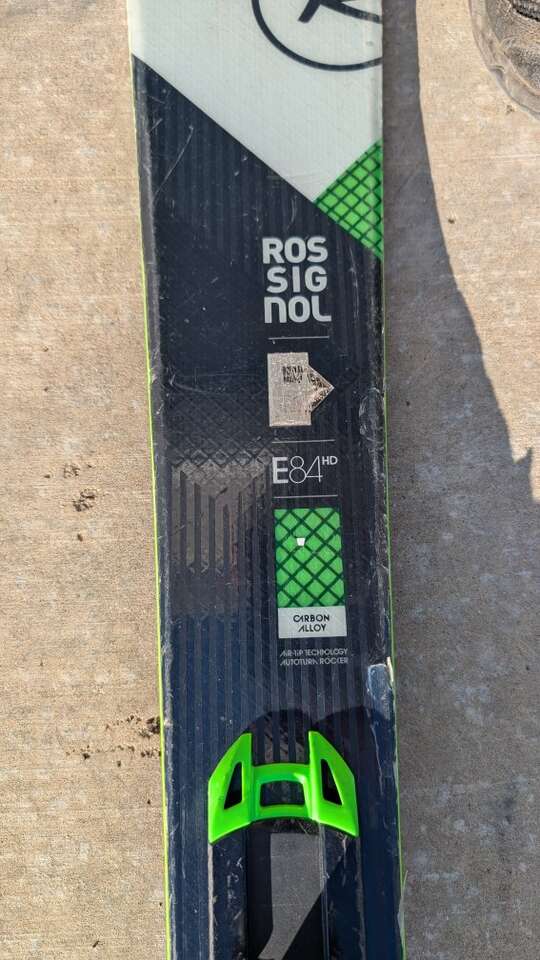 ROS
SIG
NOL
E84HD
CARBON
ALLOY
AIR TIP TECHNOLOGY
AUTOTURN ROCKER